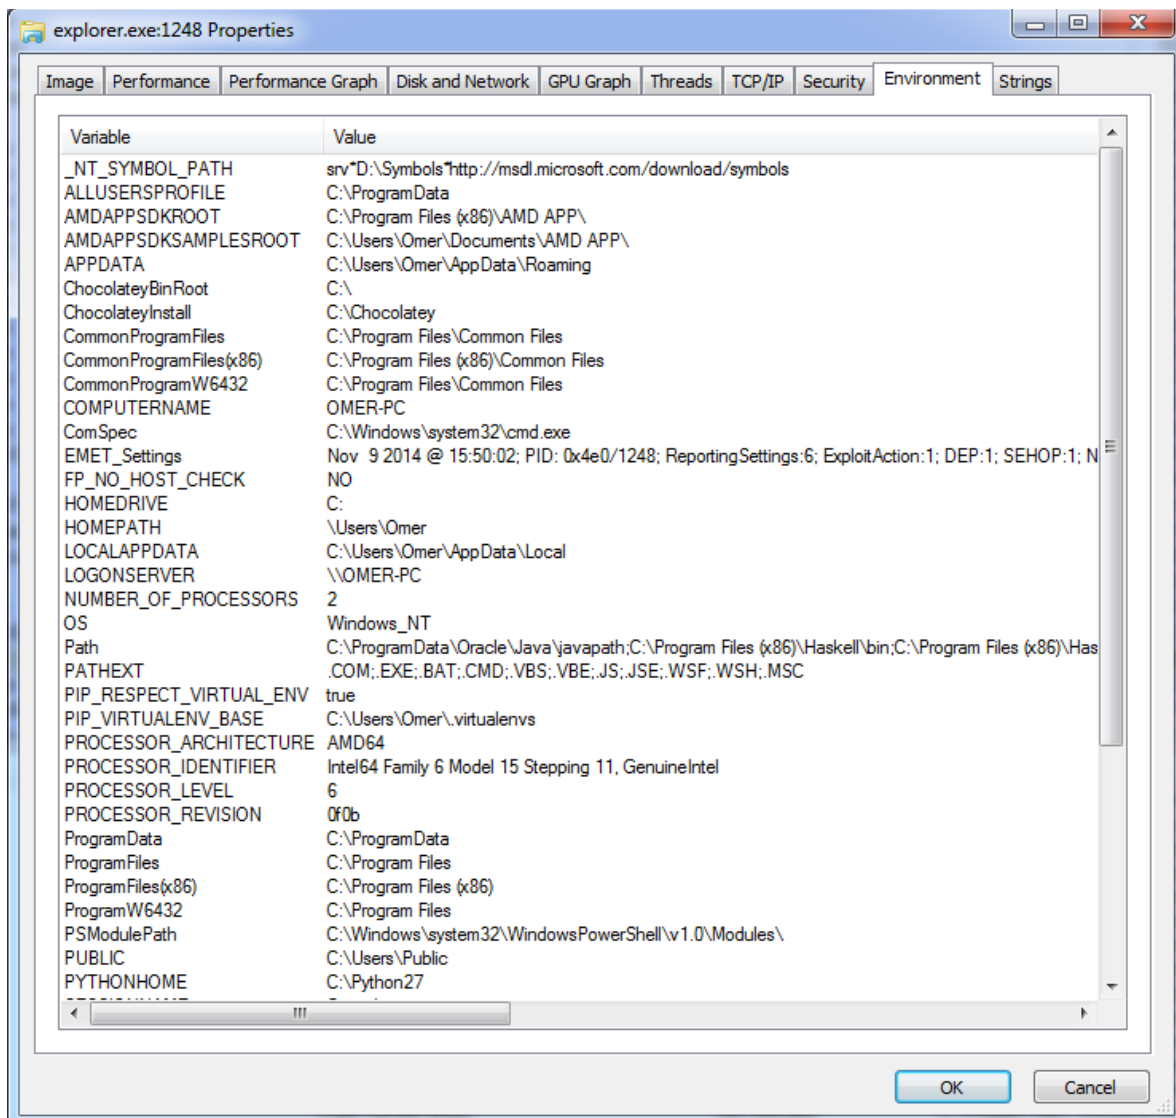 explorer.exe:1248 Properties
Image Performance Performance Graph Disk and Network GPU Graph Threads TCP/IP Security Environment Strings
Variable Value
_NT_SYMBOL_PATH srv*D:\Symbols*http://msdl.microsoft.com/download/symbols
ALLUSERSPROFILE C:\ProgramData
AMDAPPSDKROOT C:\Program Files (x86)\AMD APP\
AMDAPPSDKSAMPLESROOT C:\Users\Omer\Documents\AMD APP\
APPDATA C:\Users\Omer\AppData\Roaming
ChocolateyBinRoot C:\
ChocolateyInstall C:\Chocolatey
CommonProgramFiles C:\Program Files\Common Files
CommonProgramFiles(x86) C:\Program Files (x86)\Common Files
CommonProgramW6432 C:\Program Files\Common Files
COMPUTERNAME OMER-PC
ComSpec C:\Windows\system32\cmd.exe
EMET_Settings Nov 9 2014 @ 15:50:02; PID: 0x4e0/1248; ReportingSettings:6; ExploitAction:1; DEP:1; SEHOP:1; N
FP_NO_HOST_CHECK NO
HOMEDRIVE C:
HOMEPATH \Users\Omer
LOCALAPPDATA C:\Users\Omer\AppData\Local
LOGONSERVER \\OMER-PC
NUMBER_OF_PROCESSORS 2
OS Windows_NT
Path C:\ProgramData\Oracle\Java\javapath;C:\Program Files (x86)\Haskell\bin;C:\Program Files (x86)\Has
PATHEXT .COM;.EXE;.BAT;.CMD;.VBS;.VBE;.JS;.JSE;.WSF;.WSH;.MSC
PIP_RESPECT_VIRTUAL_ENV true
PIP_VIRTUALENV_BASE C:\Users\Omer\.virtualenvs
PROCESSOR_ARCHITECTURE AMD64
PROCESSOR_IDENTIFIER Intel64 Family 6 Model 15 Stepping 11, GenuineIntel
PROCESSOR_LEVEL 6
PROCESSOR_REVISION 0f0b
ProgramData C:\ProgramData
ProgramFiles C:\Program Files
ProgramFiles(x86) C:\Program Files (x86)
ProgramW6432 C:\Program Files
PSModulePath C:\Windows\system32\WindowsPowerShell\v1.0\Modules\
PUBLIC C:\Users\Public
PYTHONHOME C:\Python27
OK Cancel